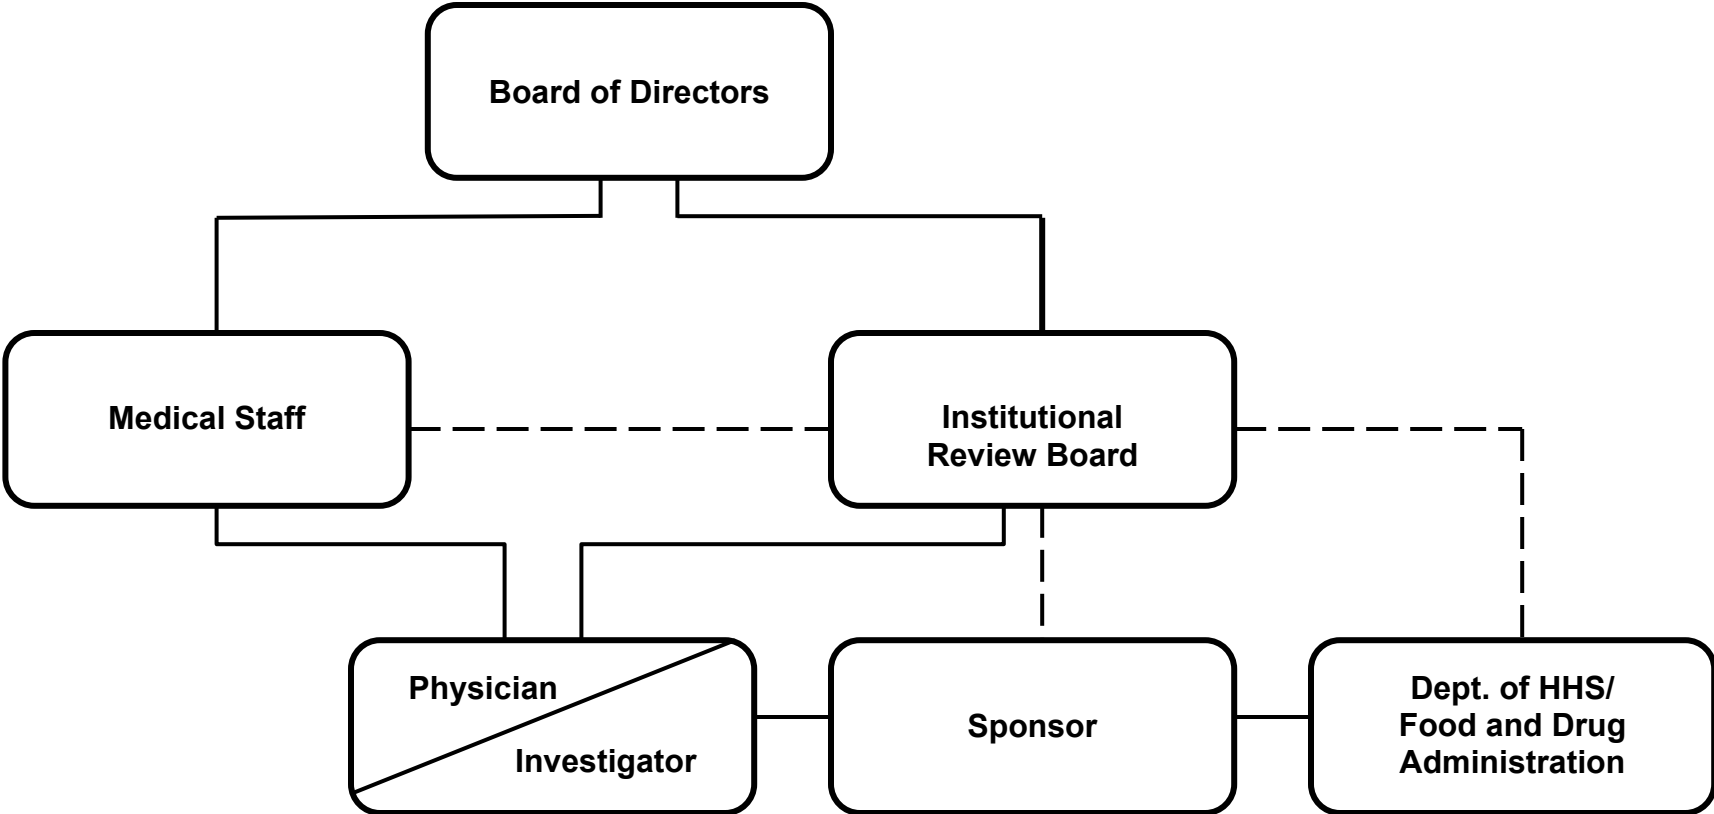 Board of Directors
Medical Staff
Institutional
Review Board
Physician
Investigator
Sponsor
Dept. of HHS/
Food and Drug
Administration